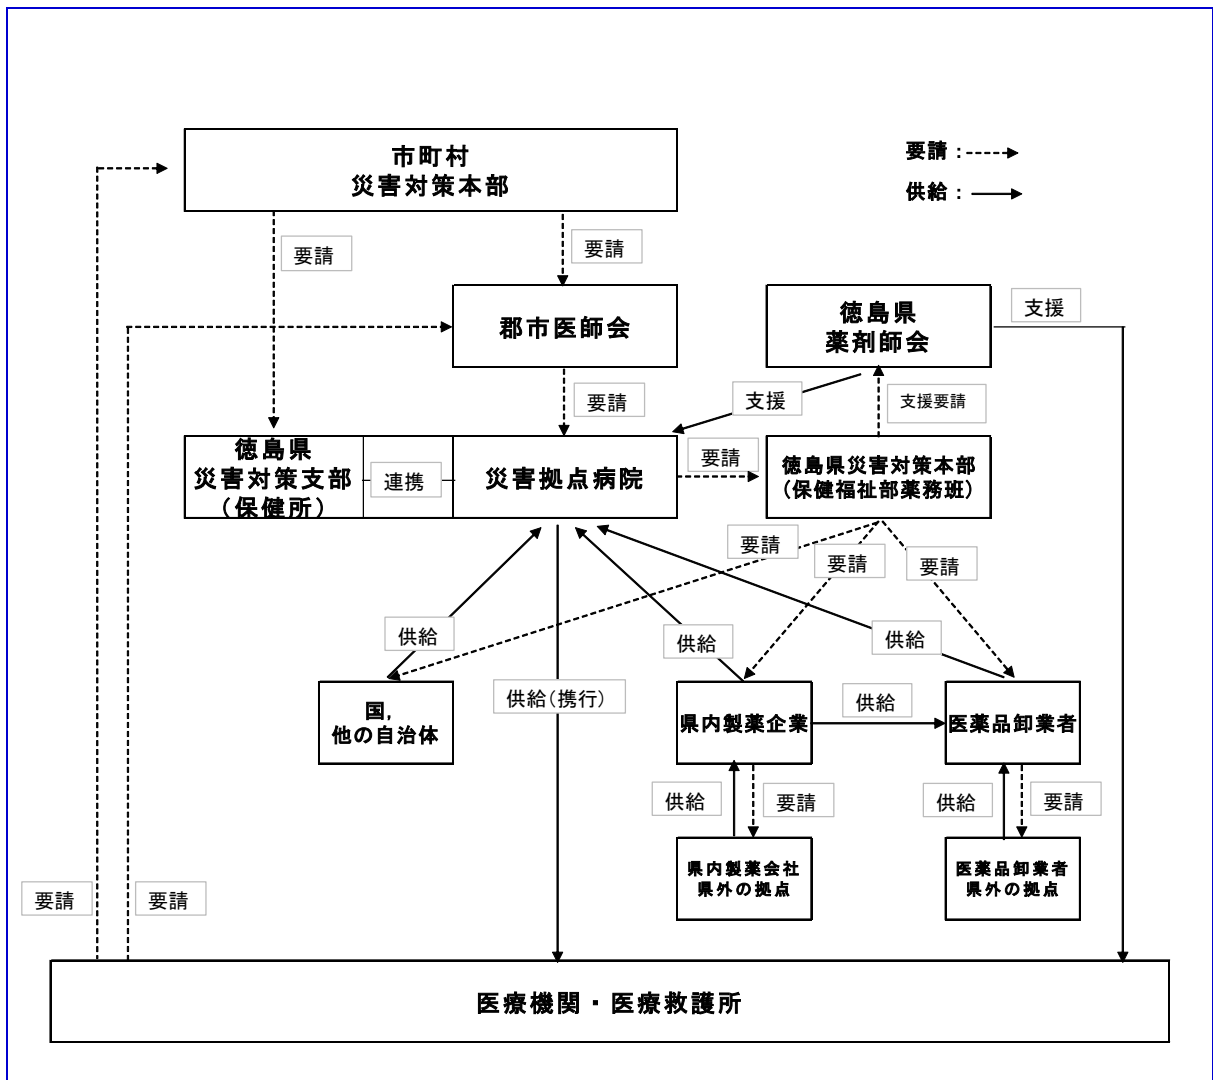 市町村
災害対策本部
要請：
供給：
要請
要請
郡市医師会
徳島県
薬剤師会
支援
要請
支援
支援要請
徳島県
災害対策支部
（保健所）
連携
災害拠点病院
要請
徳島県災害対策本部
（保健福祉部薬務班）
要請
要請
要請
供給
供給
供給
国，
他の自治体
供給（携行）
県内製薬企業
供給
医薬品卸業者
供給
要請
供給
要請
県内製薬会社
県外の拠点
医薬品卸業者
県外の拠点
要請
要請
医療機関・医療救護所